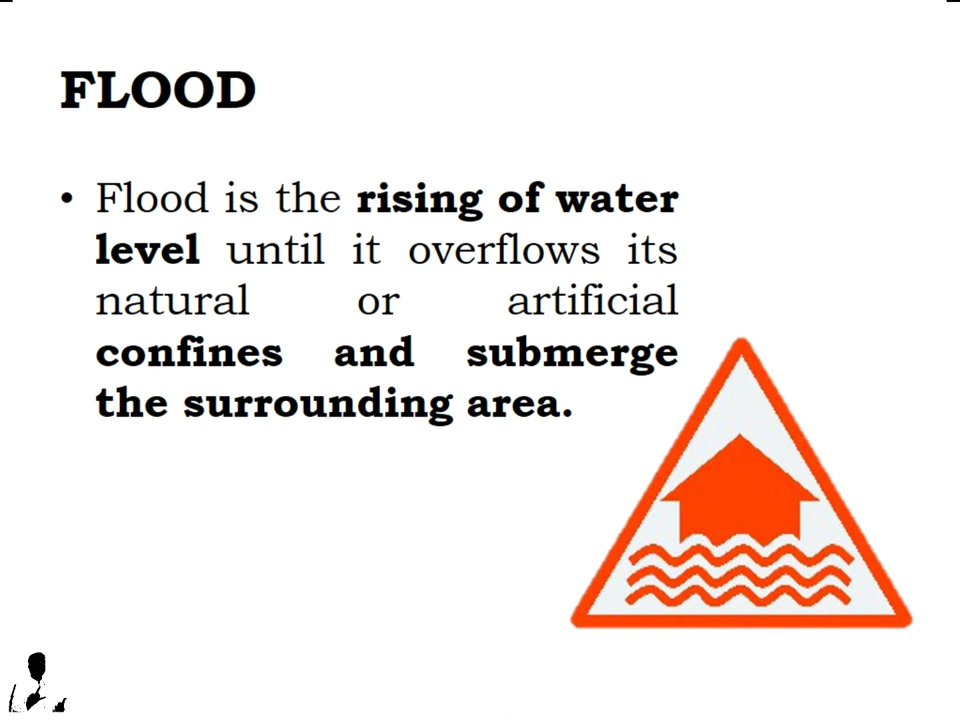 FLOOD
• Flood is the rising of water
level until it overflows its
natural or artificial
confines and submerge
the surrounding area.